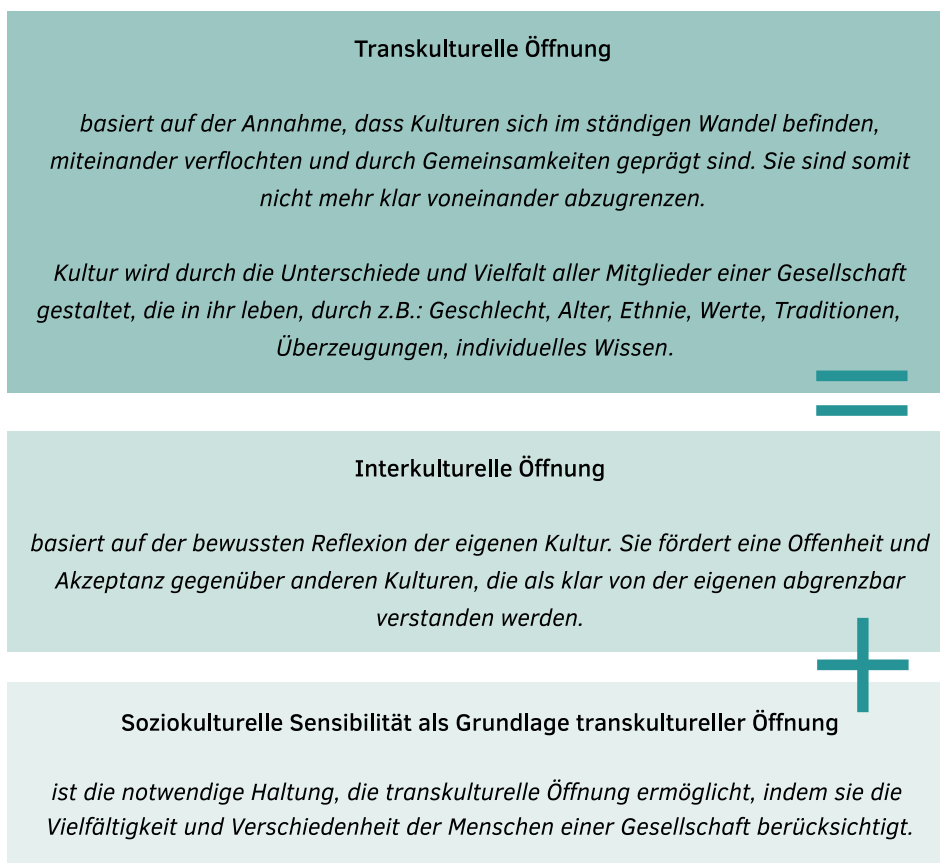 Transkulturelle Öffnung
basiert auf der Annahme, dass Kulturen sich im ständigen Wandel befinden,
miteinander verflochten und durch Gemeinsamkeiten geprägt sind. Sie sind somit
nicht mehr klar voneinander abzugrenzen.
Kultur wird durch die Unterschiede und Vielfalt aller Mitglieder einer Gesellschaft
gestaltet, die in ihr leben, durch z.B.: Geschlecht, Alter, Ethnie, Werte, Traditionen,
Überzeugungen, individuelles Wissen.
=
Interkulturelle Öffnung
basiert auf der bewussten Reflexion der eigenen Kultur. Sie fördert eine Offenheit und
Akzeptanz gegenüber anderen Kulturen, die als klar von der eigenen abgrenzbar
verstanden werden.
+
Soziokulturelle Sensibilität als Grundlage transkultureller Öffnung
ist die notwendige Haltung, die transkulturelle Öffnung ermöglicht, indem sie die
Vielfältigkeit und Verschiedenheit der Menschen einer Gesellschaft berücksichtigt.